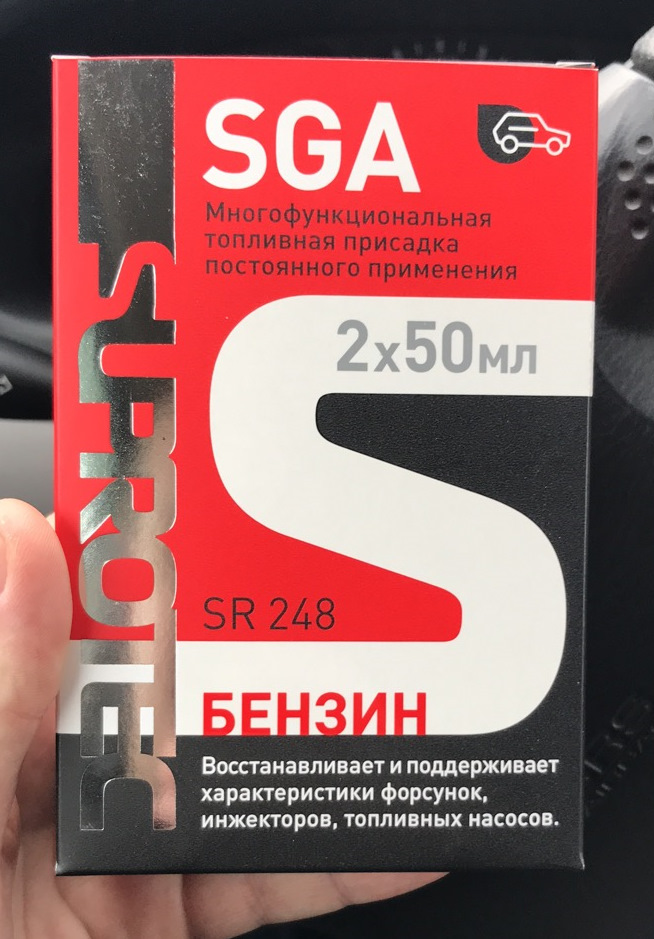 SGA
Многофункциональная
топливная присадка
постоянного применения
2х50мл
SUPROTEC
SR 248
БЕНЗИН
Восстанавливает и поддерживает
характеристики форсунок,
инжекторов, топливных насосов.